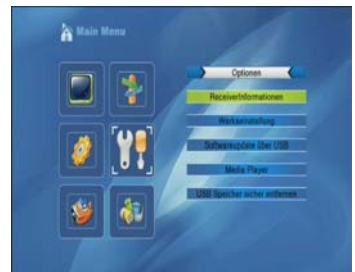 Main Menu
Optionen
Receiverinformationen
Werkseinstellung
Softwareupdate über USB
Media Player
USB Speicher sicher entfernen